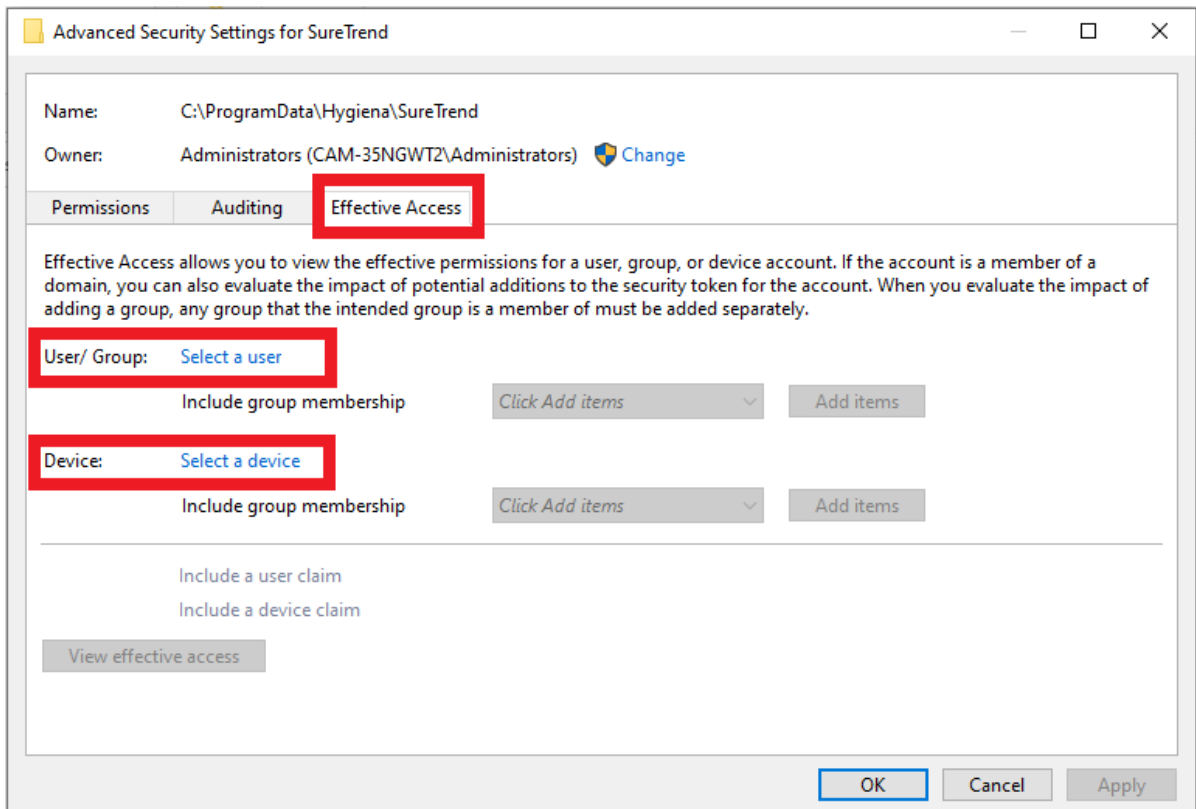 Advanced Security Settings for SureTrend
Name: C:\ProgramData\Hygiena\SureTrend
Owner: Administrators (CAM-35NGWT2\Administrators) Change
Permissions Auditing Effective Access
Effective Access allows you to view the effective permissions for a user, group, or device account. If the account is a member of a
domain, you can also evaluate the impact of potential additions to the security token for the account. When you evaluate the impact of
adding a group, any group that the intended group is a member of must be added separately.
User/ Group: Select a user
Include group membership Click Add items Add items
Device: Select a device
Include group membership Click Add items Add items
Include a user claim
Include a device claim
View effective access
OK Cancel Apply